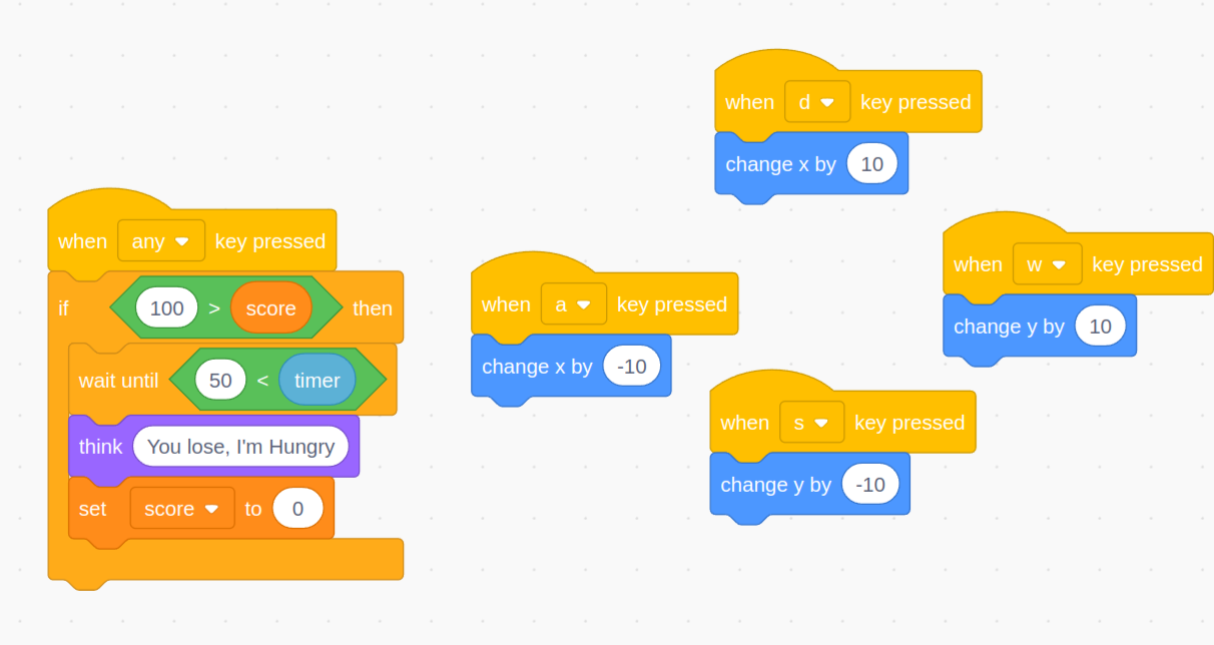 when any key pressed
if 100 > score then
wait until 50 < timer
think You lose, I'm Hungry
set score to 0
when a key pressed
change x by -10
when d key pressed
change x by 10
when s key pressed
change y by -10
when w key pressed
change y by 10